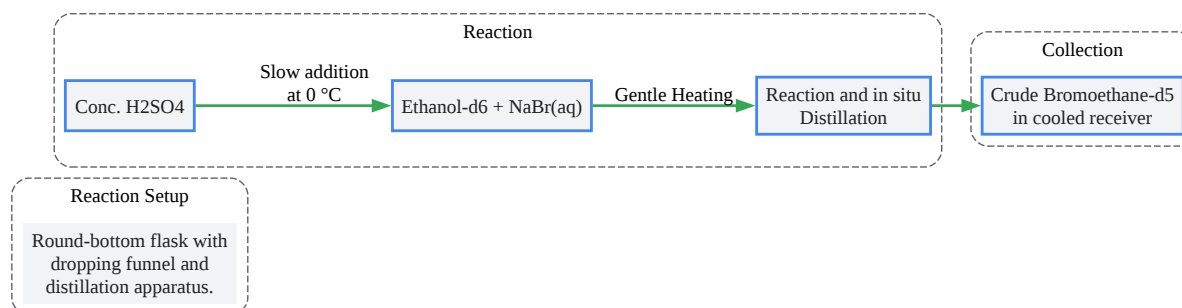 Reaction
Conc. H2SO4
Slow addition
at 0 °C
Ethanol-d6 + NaBr(aq)
Gentle Heating
Reaction and in situ
Distillation
Collection
Crude Bromoethane-d5
in cooled receiver
Reaction Setup
Round-bottom flask with
dropping funnel and
distillation apparatus.